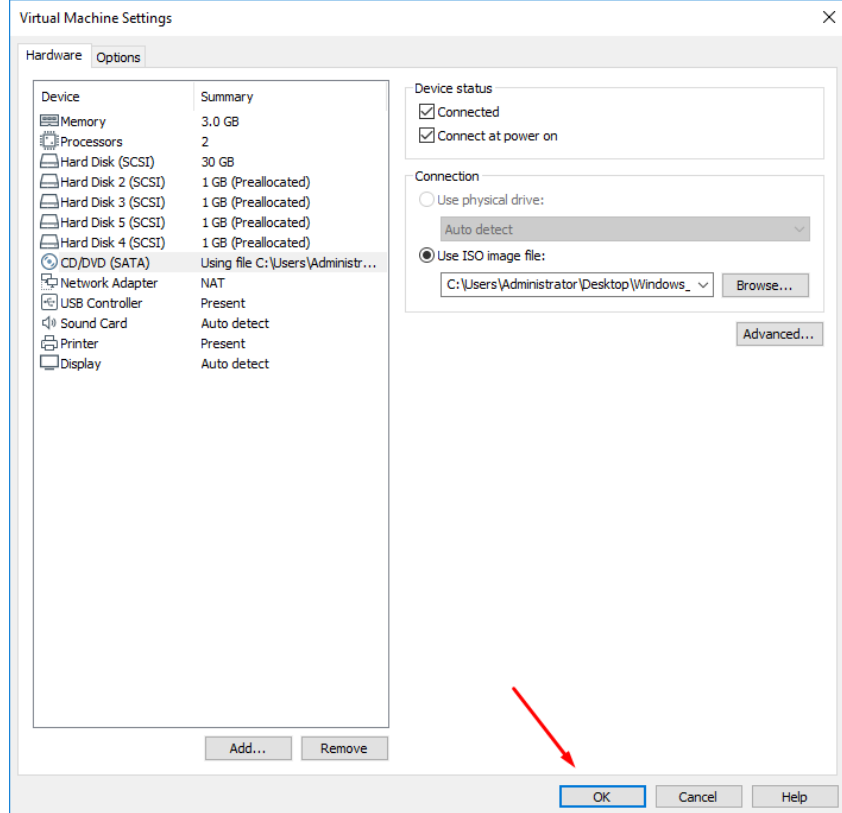 Virtual Machine Settings
Hardware Options
Device Summary
Memory 3.0 GB
Processors 2
Hard Disk (SCSI) 30 GB
Hard Disk 2 (SCSI) 1 GB (Preallocated)
Hard Disk 3 (SCSI) 1 GB (Preallocated)
Hard Disk 5 (SCSI) 1 GB (Preallocated)
Hard Disk 4 (SCSI) 1 GB (Preallocated)
CD/DVD (SATA) Using file C:\Users\Administr...
Network Adapter NAT
USB Controller Present
Sound Card Auto detect
Printer Present
Display Auto detect
Add... Remove
Device status
Connected
Connect at power on
Connection
Use physical drive:
Auto detect
Use ISO image file:
C:\Users\Administrator\Desktop\Windows_ Browse...
Advanced...
OK Cancel Help